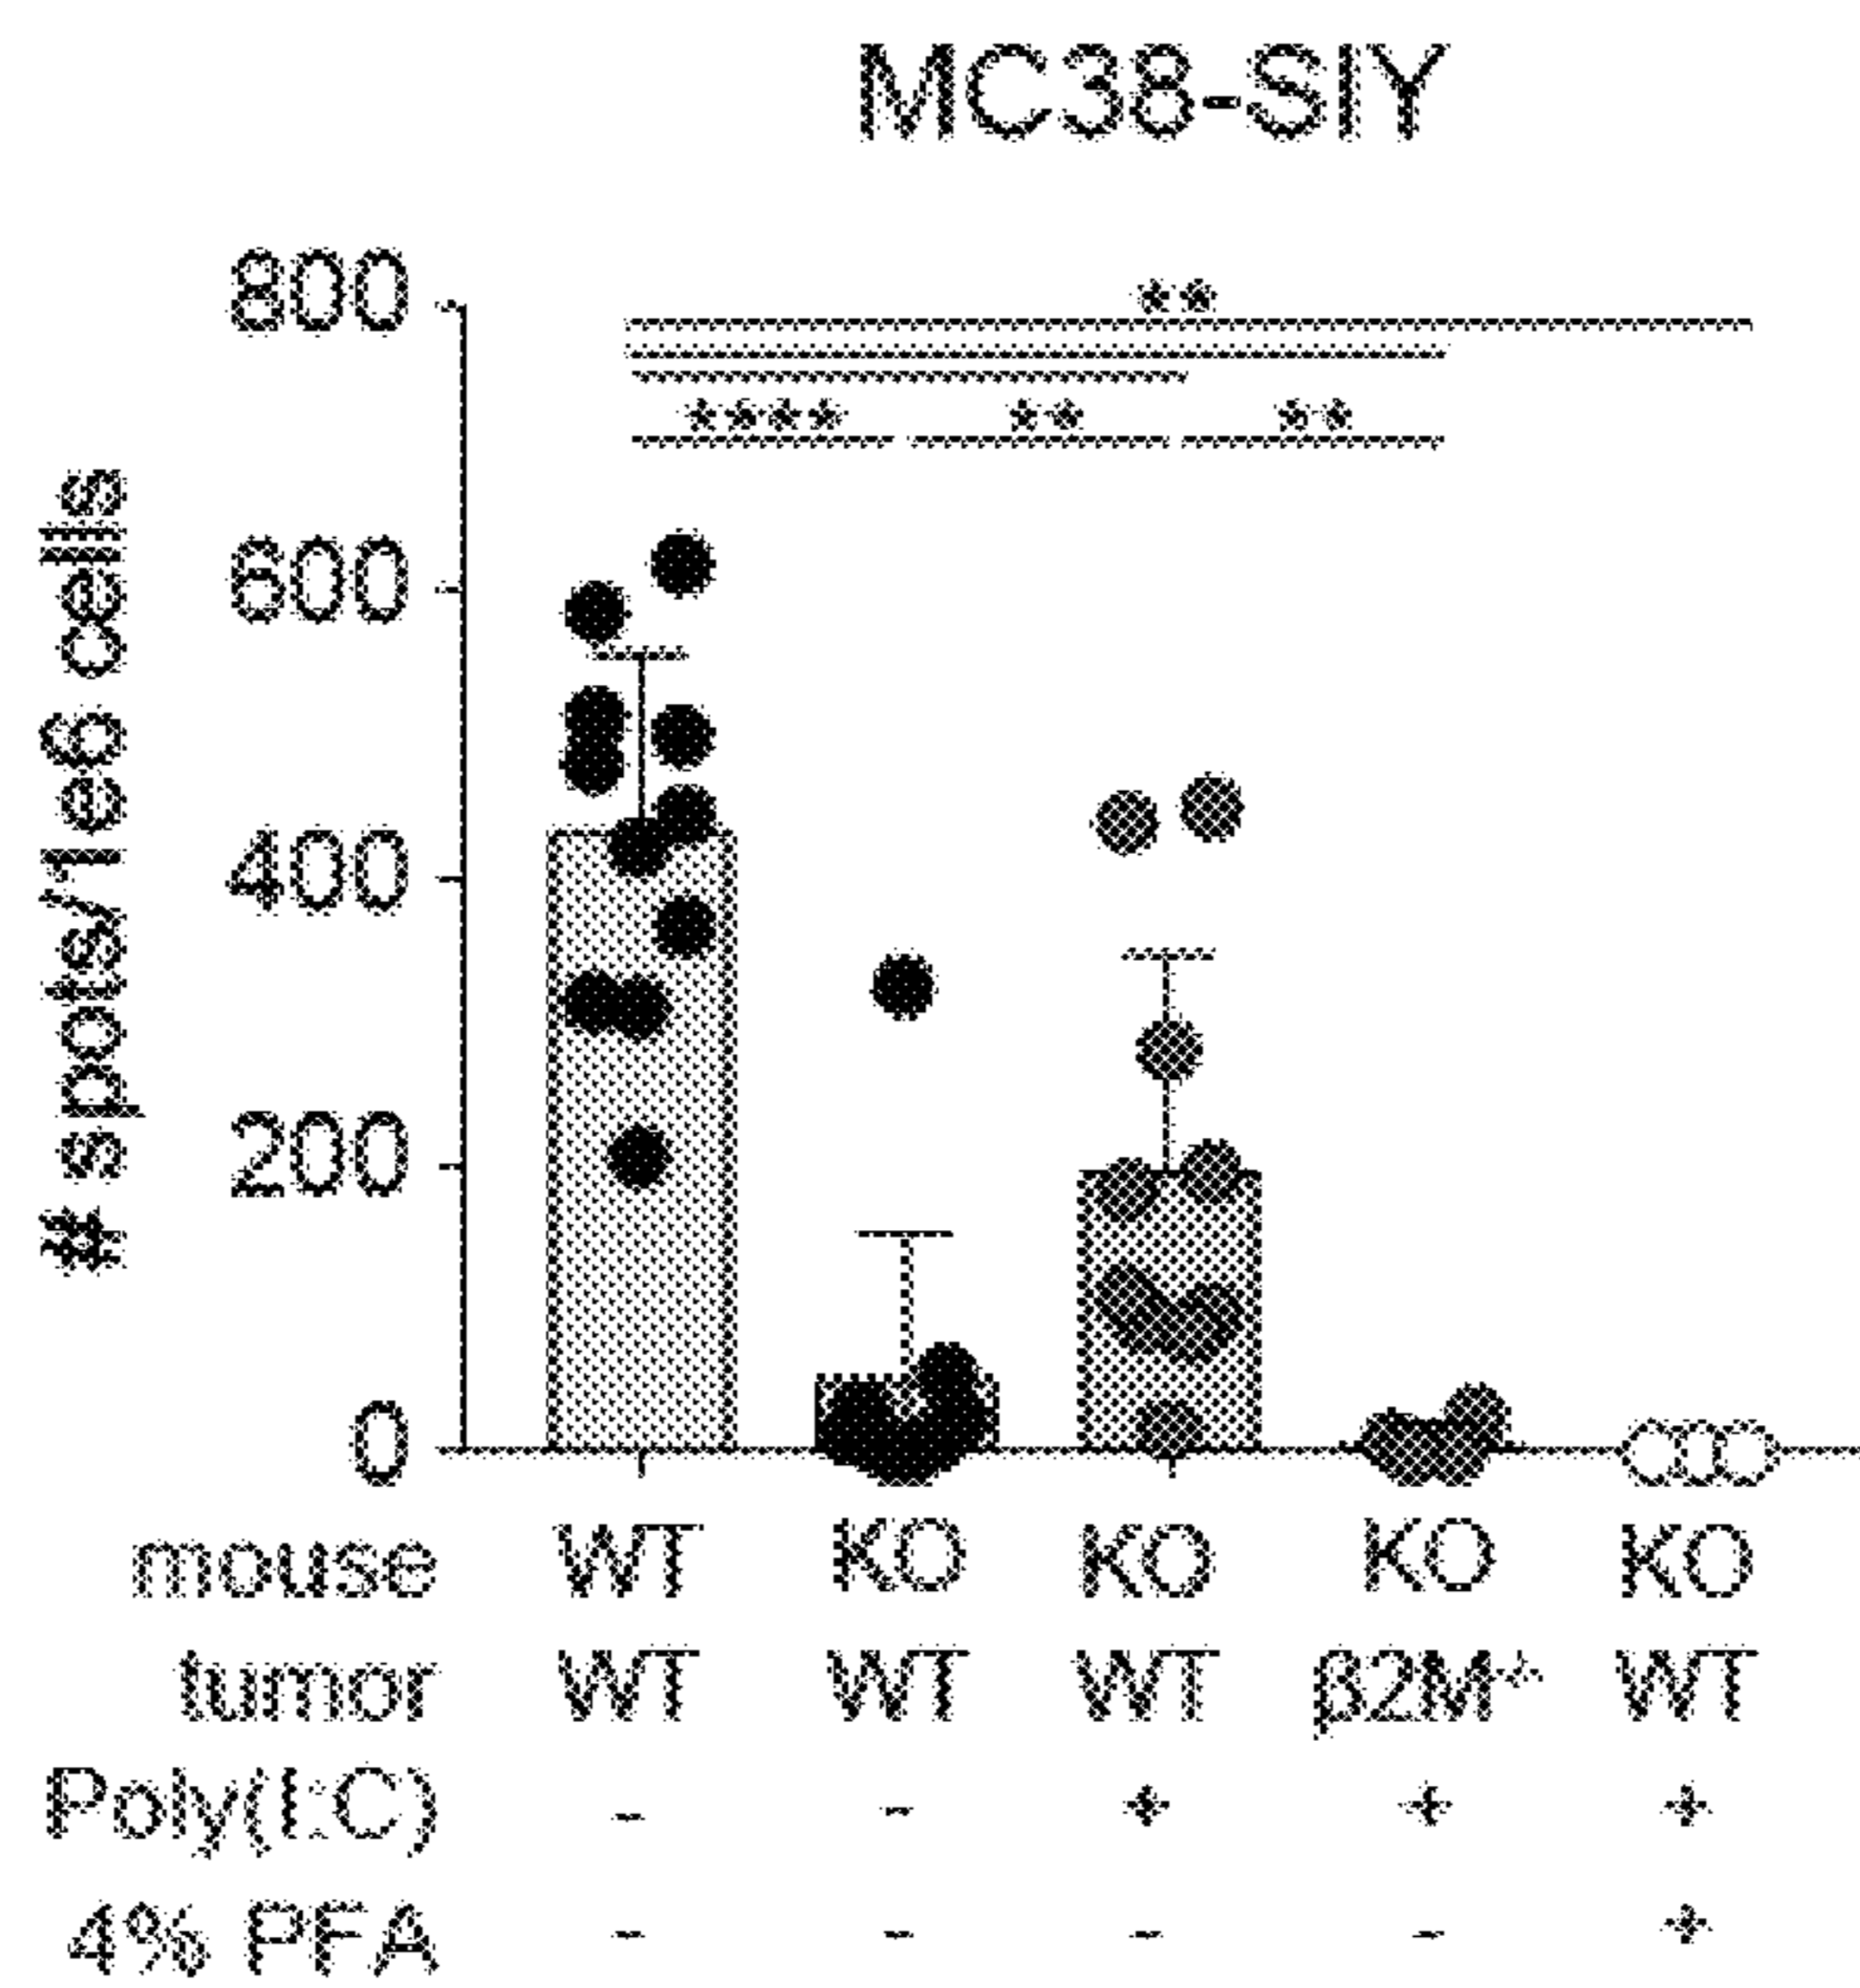 MC38-SIY
# spots/1e6 cells
800
600
400
200
0
**
**** ** **
mouse WT KO KO KO KO
tumor WT WT WT β2M-/- WT
Poly(I:C) - - + + +
4% PFA - - - - +